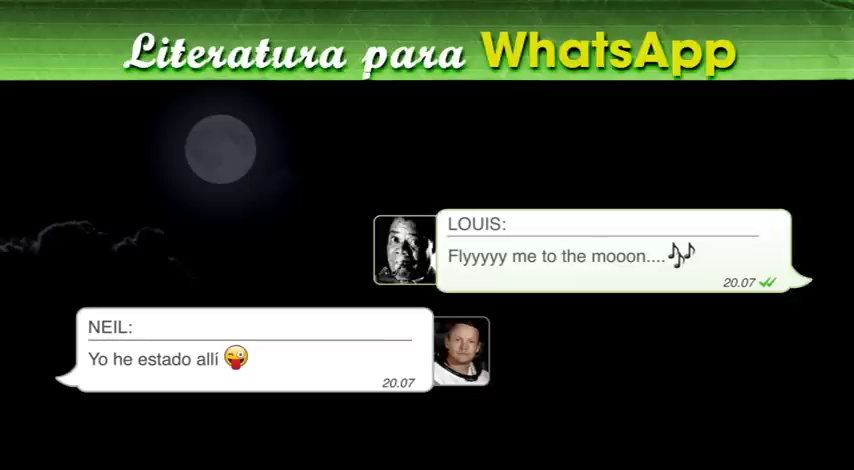 Literatura para WhatsApp
LOUIS:
Flyyyyy me to the mooon....🎶
20.07
NEIL:
Yo he estado allí 😜
20.07